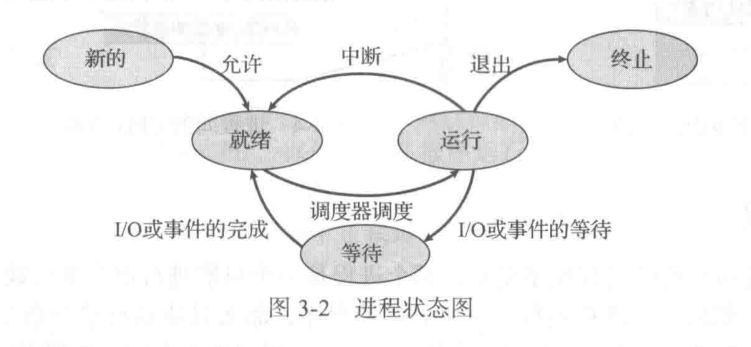 新的
允许
中断
退出
终止
就绪
运行
I/O或事件的完成
调度器调度
I/O或事件的等待
等待
图 3-2 进程状态图